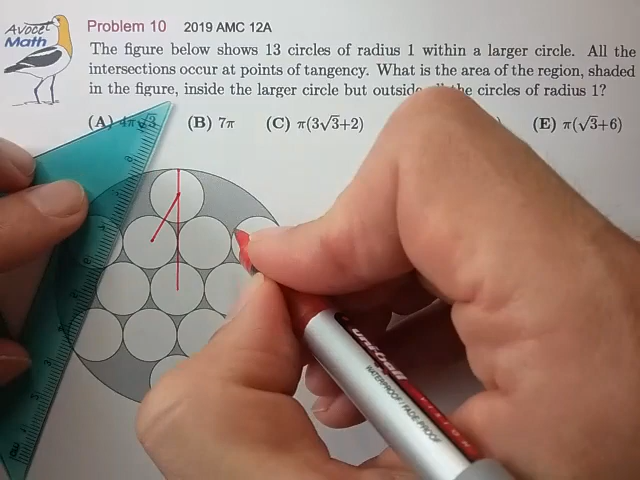 Avocet
Math
Problem 10 2019 AMC 12A
The figure below shows 13 circles of radius 1 within a larger circle. All the
intersections occur at points of tangency. What is the area of the region, shaded
in the figure, inside the larger circle but outside the circles of radius 1?
(A) 4π√3 (B) 7π (C) π(3√3+2) (E) π(√3+6)
uni-ball
WATERPROOF/FADE-PROOF